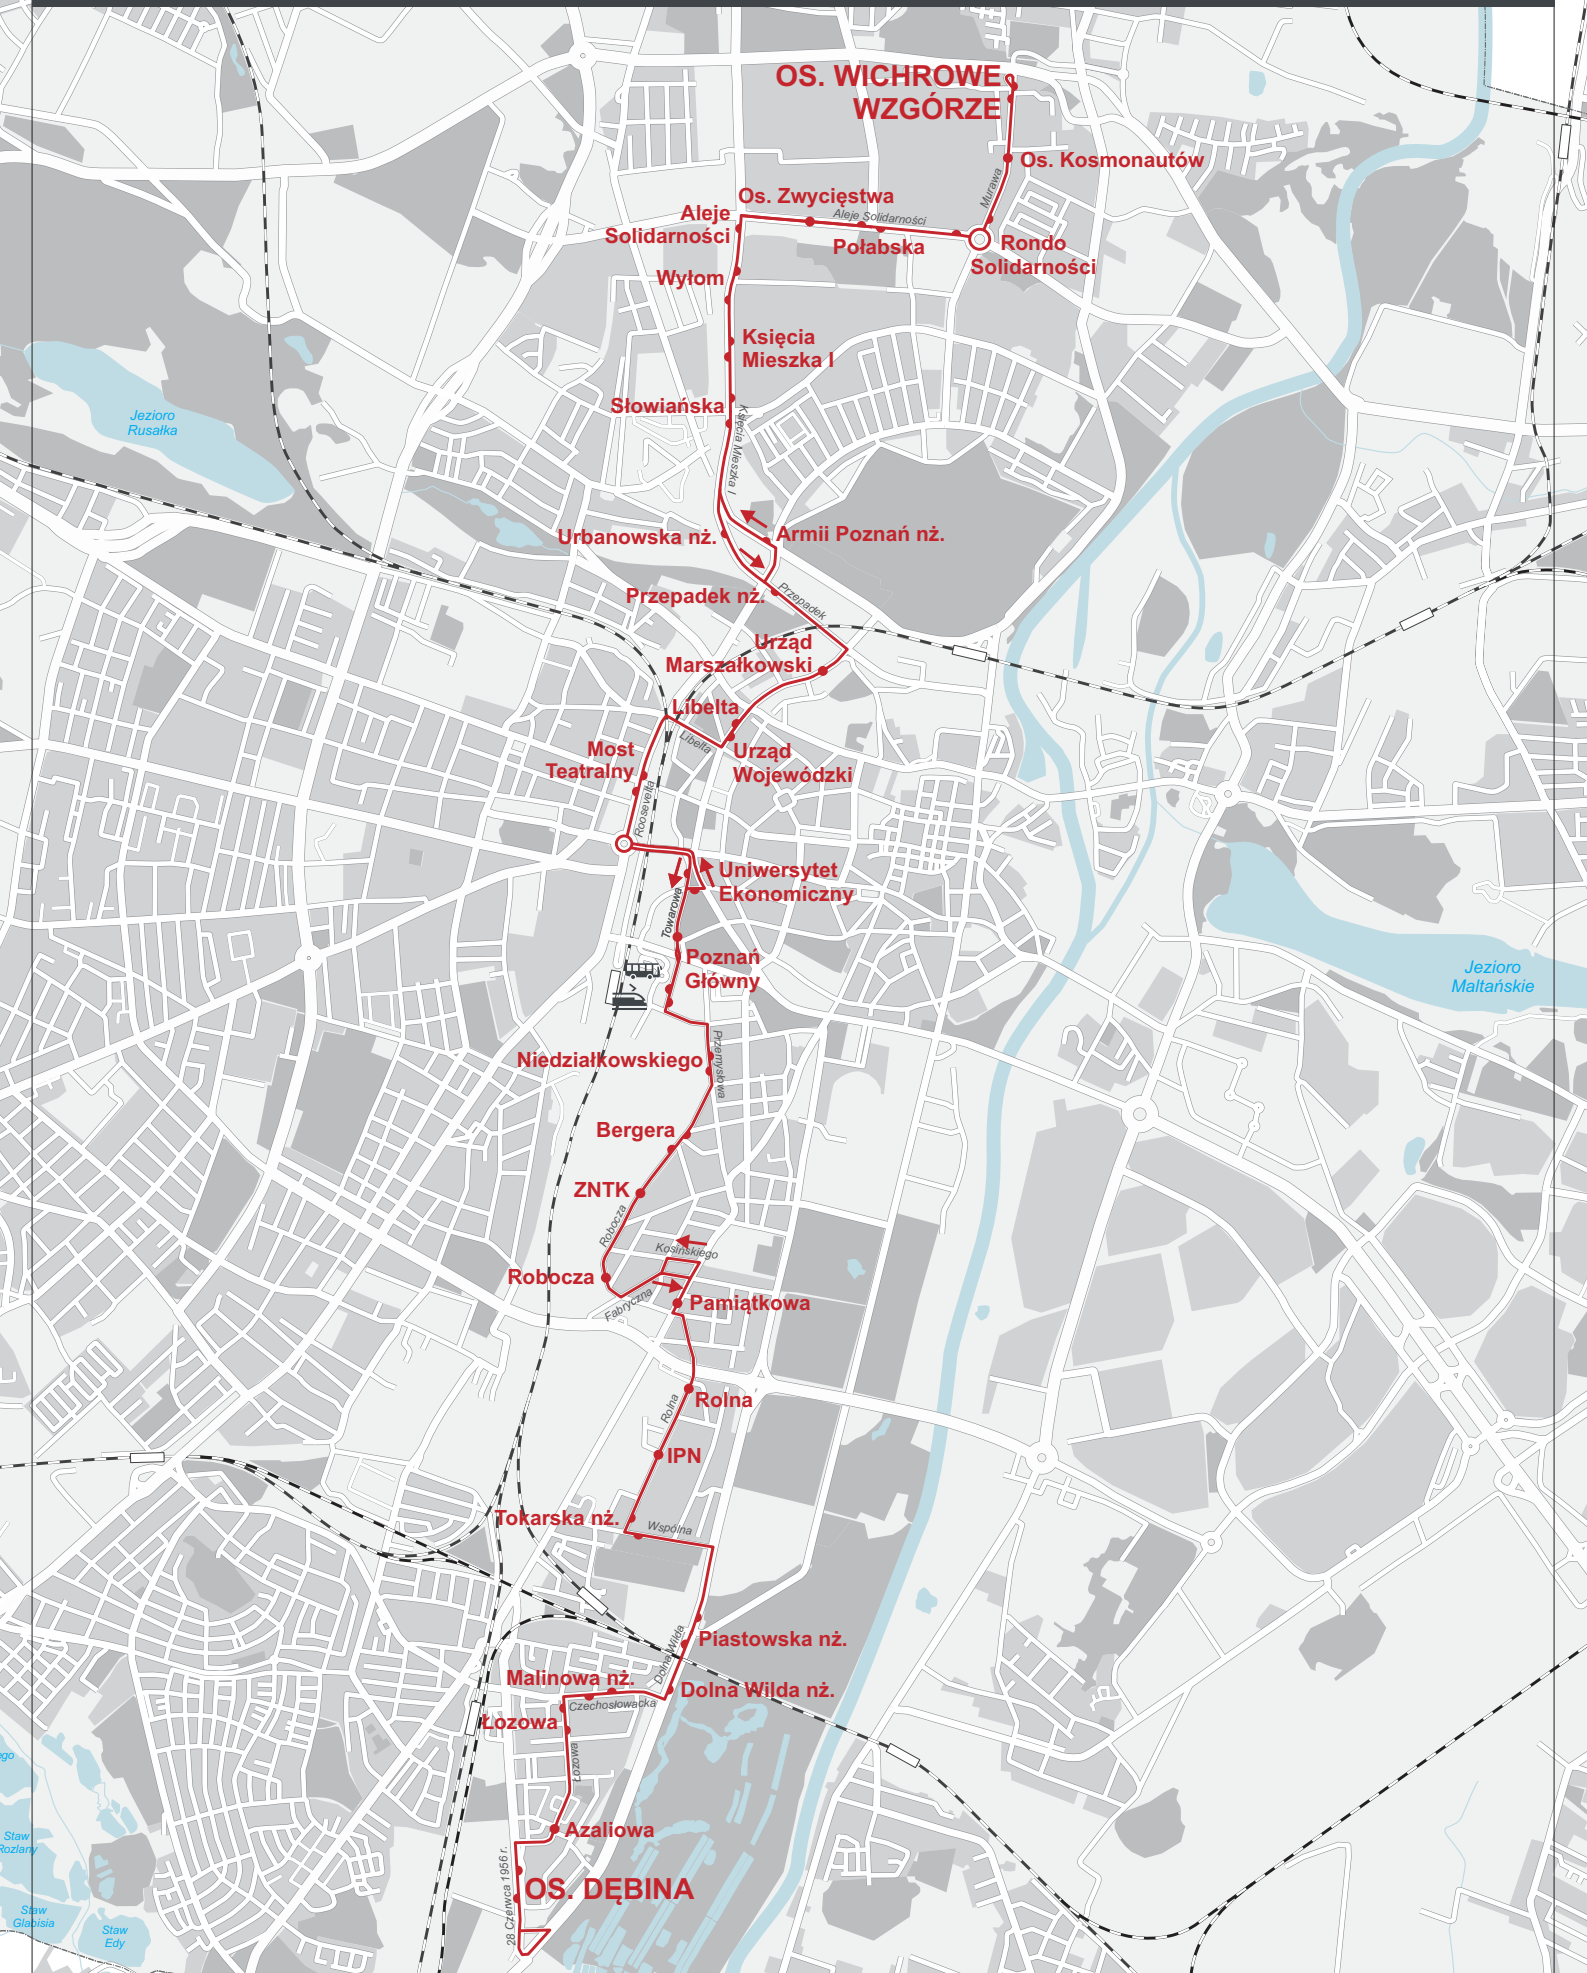 OS. WICHROWE
WZGÓRZE
Os. Kosmonautów
Murawa
Os. Zwycięstwa
Aleje Solidarności
Aleje
Solidarności
Połabska
Rondo
Solidarności
Wyłom
Księcia
Mieszka I
Słowiańska
Księcia Mieszka I
Jezioro
Rusałka
Urbanowska nż.
Armii Poznań nż.
Przepadek nż.
Przepadek
Urząd
Marszałkowski
Libelta
Libelta
Urząd
Wojewódzki
Most
Teatralny
Roosevelta
Uniwersytet
Ekonomiczny
Towarowa
Poznań
Główny
Jezioro
Maltańskie
Niedziałkowskiego
Przemysłowa
Bergera
ZNTK
Robocza
Kosińskiego
Robocza
Fabryczna
Pamiątkowa
Rolna
Rolna
IPN
Tokarska nż.
Wspólna
Piastowska nż.
Dolna Wilda
Malinowa nż.
Dolna Wilda nż.
Czechosłowacka
Łozowa
Łozowa
ego
Azaliowa
Staw
Rozlany
28 Czerwca 1956 r.
OS. DĘBINA
Staw
Glabisia
Staw
Edy